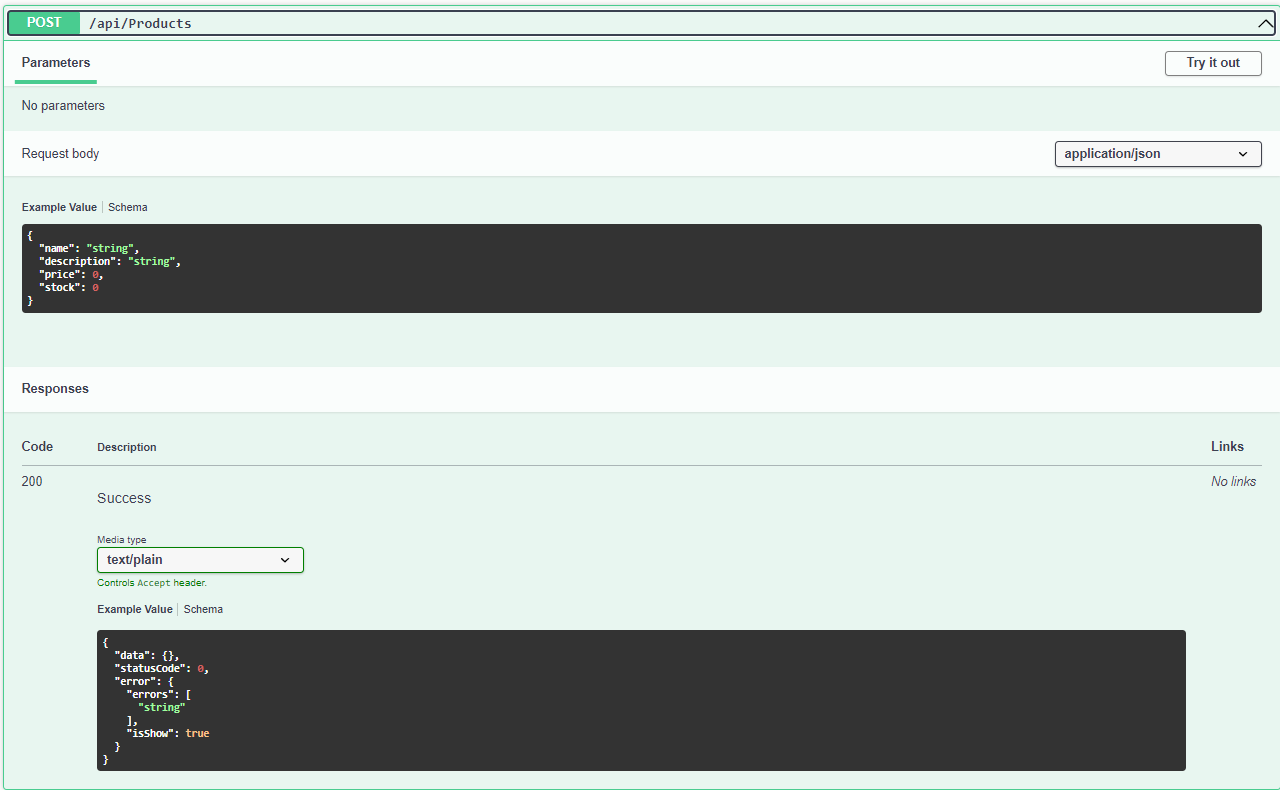 POST /api/Products
Parameters
Try it out
No parameters
Request body
application/json
Example Value | Schema
{
  "name": "string",
  "description": "string",
  "price": 0,
  "stock": 0
}
Responses
Code Description Links
200 Success No links
Media type
text/plain
Controls Accept header.
Example Value | Schema
{
  "data": {},
  "statusCode": 0,
  "error": {
    "errors": [
      "string"
    ],
    "isShow": true
  }
}